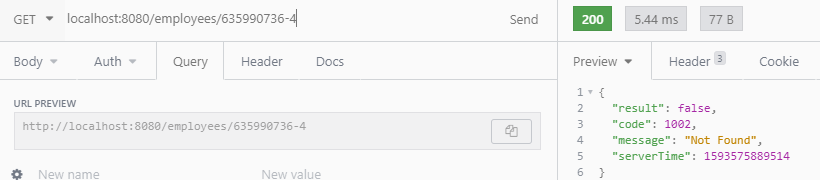 GET localhost:8080/employees/635990736-4 Send
Body Auth Query Header Docs
URL PREVIEW
http://localhost:8080/employees/635990736-4
New name New value
200 5.44 ms 77 B
Preview Header 3 Cookie
1 {
2 "result": false,
3 "code": 1002,
4 "message": "Not Found",
5 "serverTime": 1593575889514
6 }